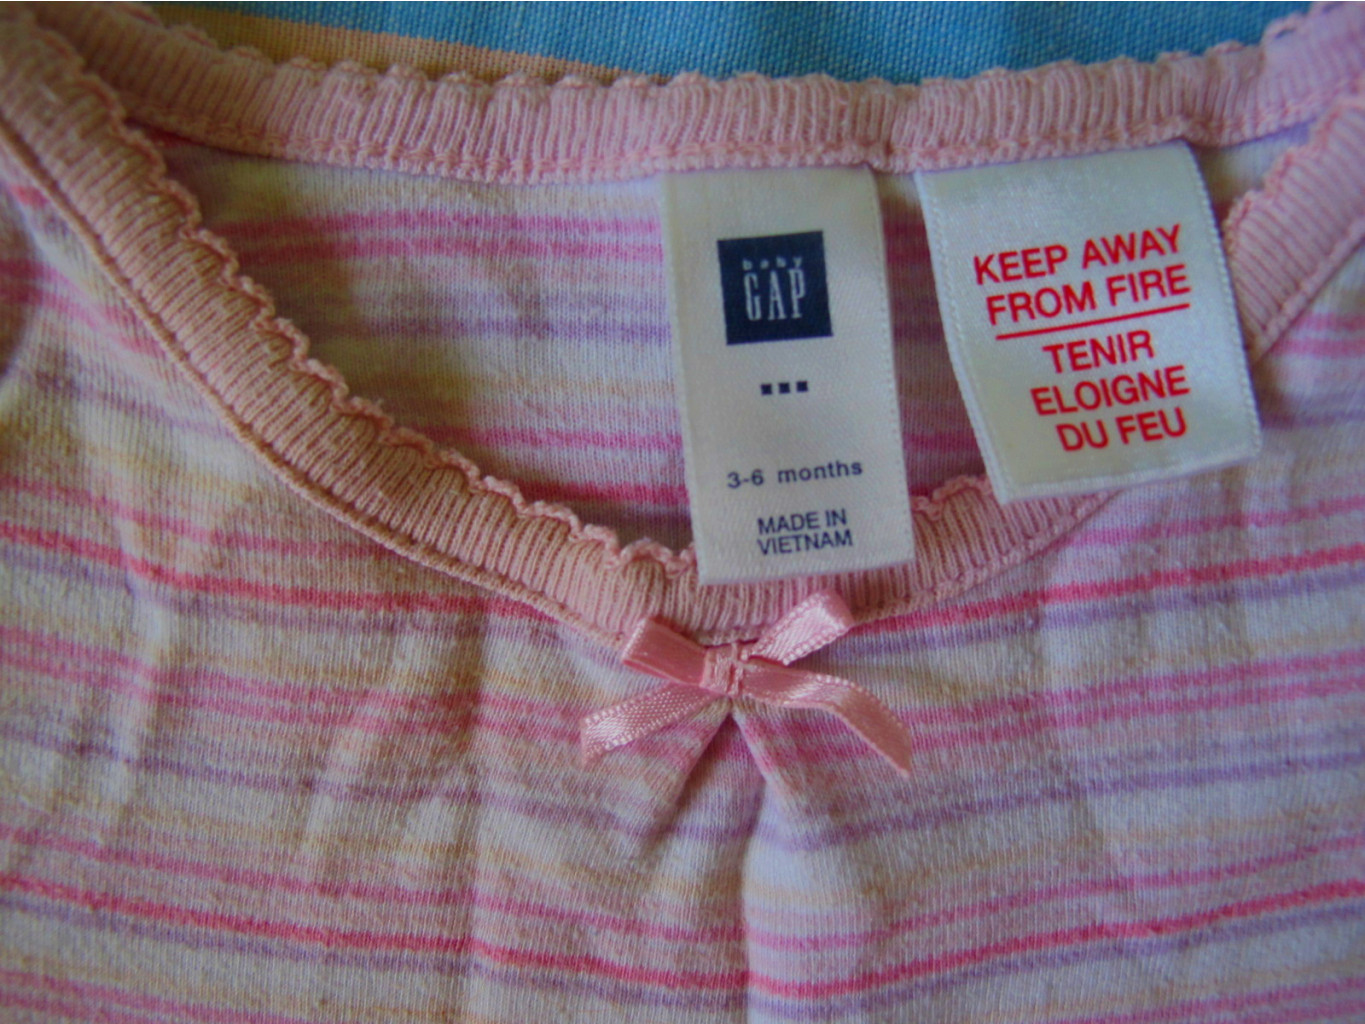 baby
GAP
3-6 months
MADE IN
VIETNAM
KEEP AWAY
FROM FIRE
TENIR
ELOIGNE
DU FEU